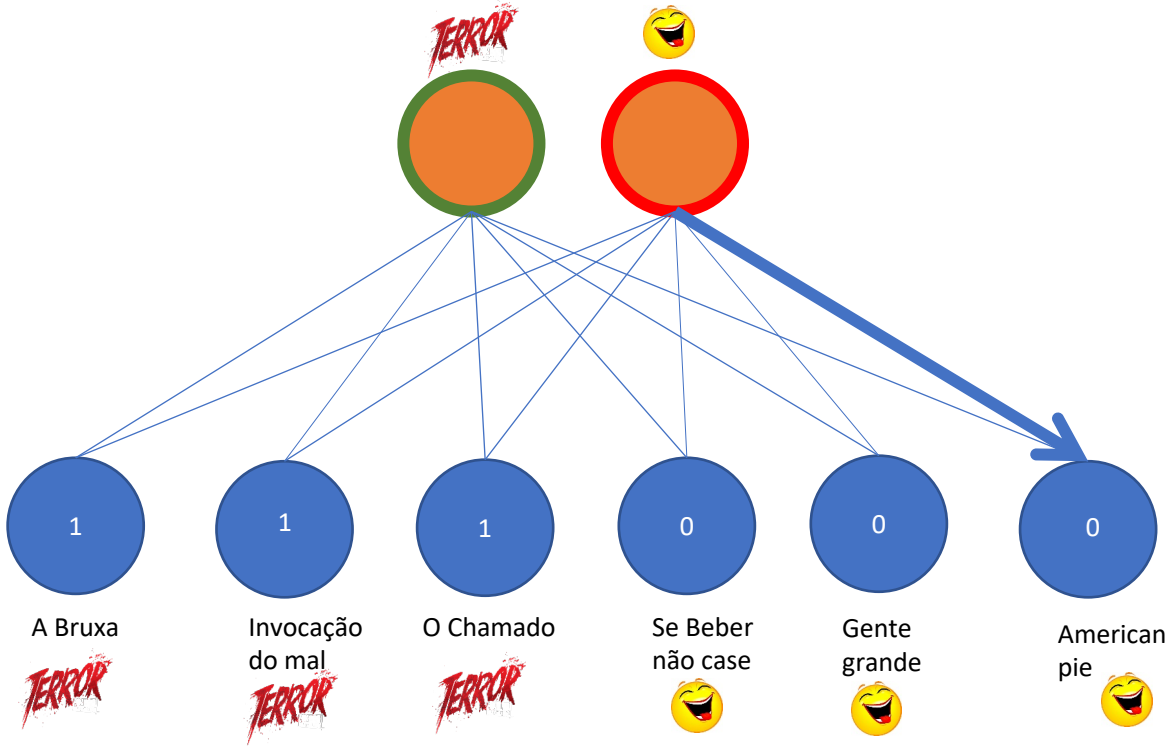 TERROR
1
1
1
0
0
0
A Bruxa
Invocação
do mal
O Chamado
Se Beber
não case
Gente
grande
American
pie
TERROR
TERROR
TERROR